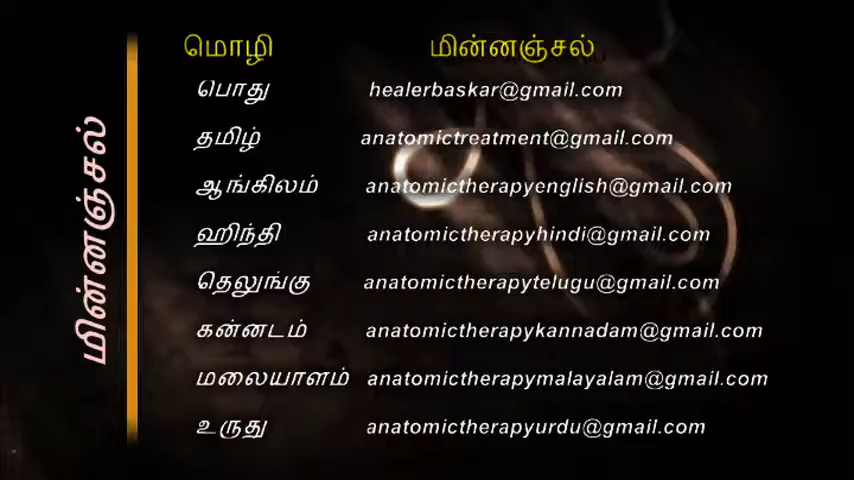 மின்னஞ்சல்
மொழி மின்னஞ்சல்
பொது healerbaskar@gmail.com
தமிழ் anatomictreatment@gmail.com
ஆங்கிலம் anatomictherapyenglish@gmail.com
ஹிந்தி anatomictherapyhindi@gmail.com
தெலுங்கு anatomictherapytelugu@gmail.com
கன்னடம் anatomictherapykannadam@gmail.com
மலையாளம் anatomictherapymalayalam@gmail.com
உருது anatomictherapyurdu@gmail.com